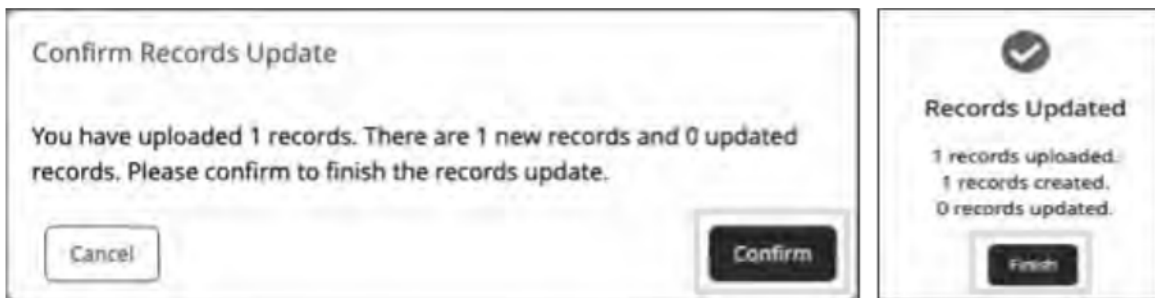 Confirm Records Update
You have uploaded 1 records. There are 1 new records and 0 updated
records. Please confirm to finish the records update.
Cancel
Confirm
Records Updated
1 records uploaded.
1 records created.
0 records updated.
Finish